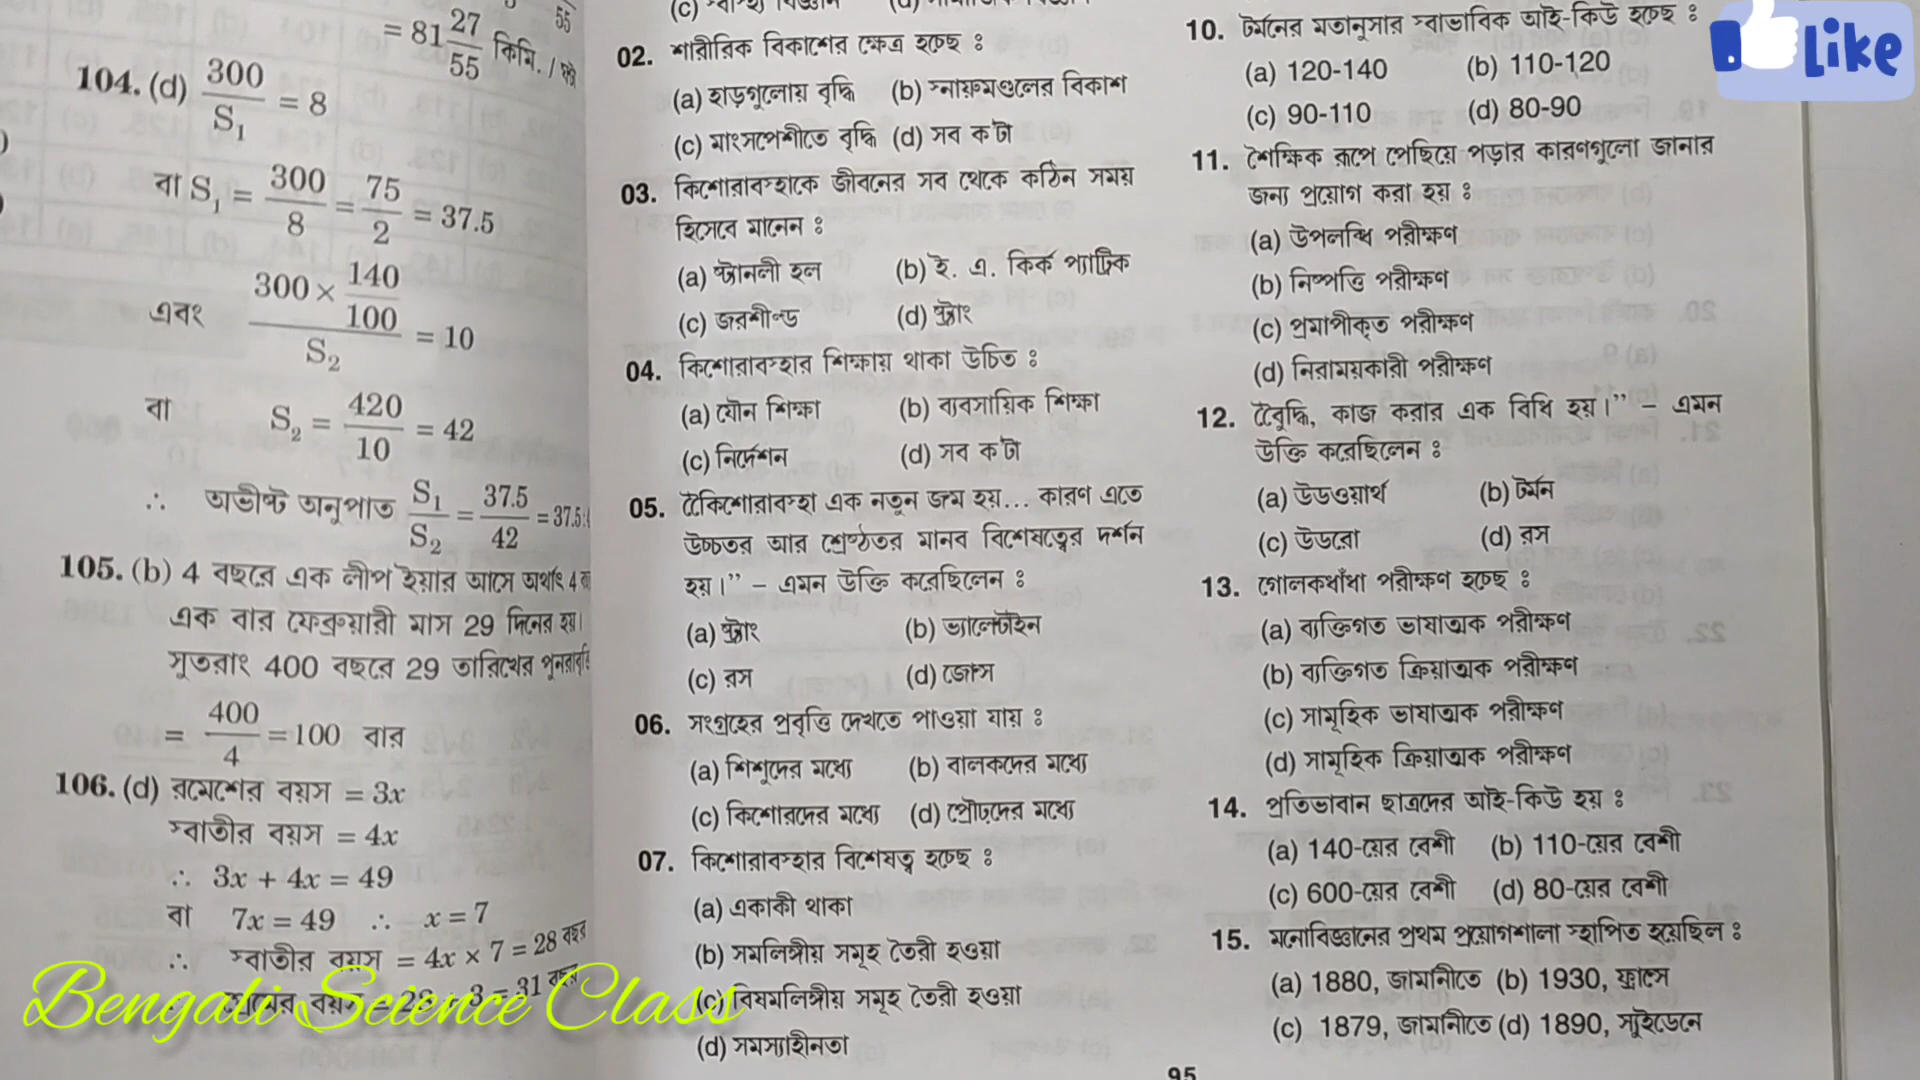 = 81 27/55 কিমি. /
104. (d) 300/S₁ = 8
বা S₁ = 300/8 = 75/2 = 37.5
এবং 300 × 140/100 / S₂ = 10
বা S₂ = 420/10 = 42
∴ অভীষ্ট অনুপাত S₁/S₂ = 37.5/42 = 37.5:
105. (b) 4 বছরে এক লীপ ইয়ার আসে অর্থাৎ 4
এক বার ফেব্রুয়ারী মাস 29 দিনের হয়।
সুতরাং 400 বছরে 29 তারিখের
= 400/4 = 100 বার
106. (d) রমেশের বয়স = 3x
স্বাতীর বয়স = 4x
∴ 3x + 4x = 49
বা 7x = 49 ∴ x = 7
∴ স্বাতীর বয়স = 4x × 7 = 28 বছর
বয়স = 28 + 3 = 31 বছর
Bengali Science Class
02. শারীরিক বিকাশের ক্ষেত্র হচ্ছে ঃ
(a) হাড়গুলোয় বৃদ্ধি (b) স্নায়ুমণ্ডলের বিকাশ
(c) মাংসপেশীতে বৃদ্ধি (d) সব ক'টা
03. কিশোরাবস্হাকে জীবনের সব থেকে কঠিন সময়
হিসেবে মানেন ঃ
(a) ষ্ট্যানলী হল (b) ই. এ. কির্ক প্যাট্রিক
(c) জরশীল্ড (d) ষ্ট্রাং
04. কিশোরাবস্হার শিক্ষায় থাকা উচিত ঃ
(a) যৌন শিক্ষা (b) ব্যবসায়িক শিক্ষা
(c) নির্দেশন (d) সব ক'টা
05. টৈকিশোরাবস্হা এক নতুন জন্ম হয়... কারণ এতে
উচ্চতর আর শ্রেষ্ঠতর মানব বিশেষত্বের দর্শন
হয়।” – এমন উক্তি করেছিলেন ঃ
(a) ষ্ট্রাং (b) ভ্যালেন্টাইন
(c) রস (d) জোন্স
06. সংগ্রহের প্রবৃত্তি দেখতে পাওয়া যায় ঃ
(a) শিশুদের মধ্যে (b) বালকদের মধ্যে
(c) কিশোরদের মধ্যে (d) প্রৌঢ়দের মধ্যে
07. কিশোরাবস্হার বিশেষত্ব হচ্ছে ঃ
(a) একাকী থাকা
(b) সমলিঙ্গীয় সমূহ তৈরী হওয়া
(c) বিষমলিঙ্গীয় সমূহ তৈরী হওয়া
(d) সমস্যাহীনতা
10. টর্মনের মতানুসার স্বাভাবিক আই-কিউ হচ্ছে ঃ
(a) 120-140 (b) 110-120
(c) 90-110 (d) 80-90
11. শৈক্ষিক রূপে পেছিয়ে পড়ার কারণগুলো জানার
জন্য প্রয়োগ করা হয় ঃ
(a) উপলব্ধি পরীক্ষণ
(b) নিষ্পত্তি পরীক্ষণ
(c) প্রমাপীকৃত পরীক্ষণ
(d) নিরাময়কারী পরীক্ষণ
12. টৈবুদ্ধি, কাজ করার এক বিধি হয়।” – এমন
উক্তি করেছিলেন ঃ
(a) উডওয়ার্থ (b) টর্মন
(c) উডরো (d) রস
13. গোলকধাঁধা পরীক্ষণ হচ্ছে ঃ
(a) ব্যক্তিগত ভাষাত্মক পরীক্ষণ
(b) ব্যক্তিগত ক্রিয়াত্মক পরীক্ষণ
(c) সামূহিক ভাষাত্মক পরীক্ষণ
(d) সামূহিক ক্রিয়াত্মক পরীক্ষণ
14. প্রতিভাবান ছাত্রদের আই-কিউ হয় ঃ
(a) 140-য়ের বেশী (b) 110-য়ের বেশী
(c) 600-য়ের বেশী (d) 80-য়ের বেশী
15. মনোবিজ্ঞানের প্রথম প্রয়োগশালা স্হাপিত হয়েছিল ঃ
(a) 1880, জার্মানীতে (b) 1930, ফ্রান্সে
(c) 1879, জার্মানীতে (d) 1890, স্যুইডেনে
95
Like